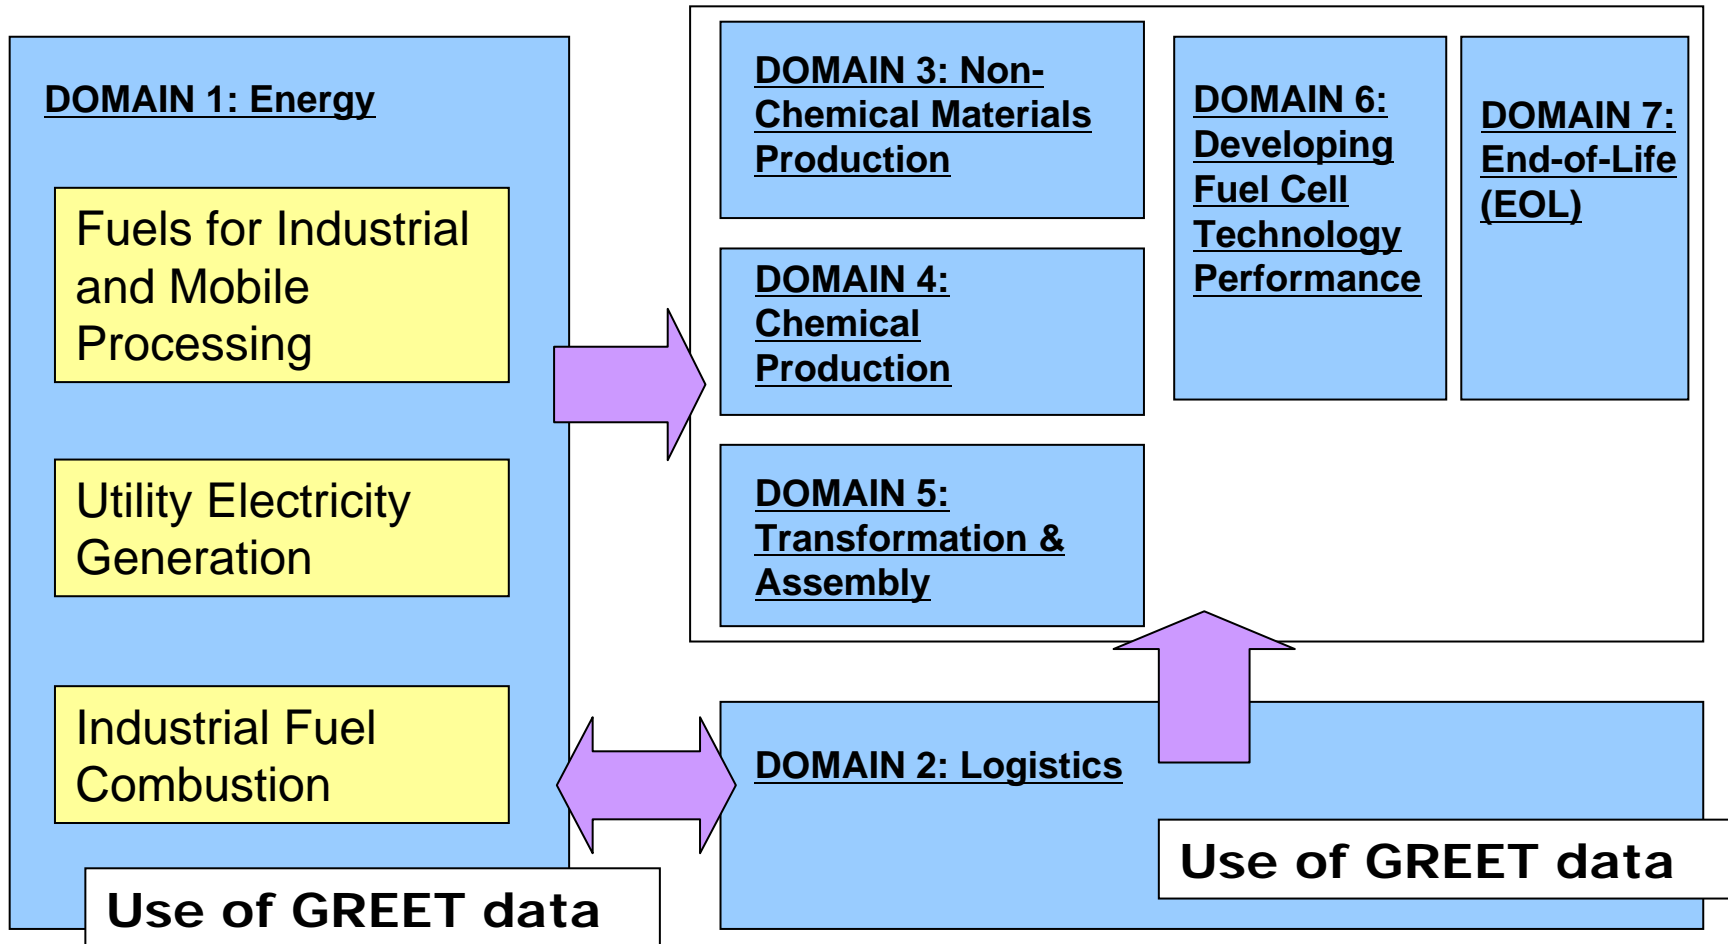 DOMAIN 1: Energy
Fuels for Industrial
and Mobile
Processing
Utility Electricity
Generation
Industrial Fuel
Combustion
Use of GREET data
DOMAIN 3: Non-
Chemical Materials
Production
DOMAIN 4:
Chemical
Production
DOMAIN 5:
Transformation &
Assembly
DOMAIN 6:
Developing
Fuel Cell
Technology
Performance
DOMAIN 7:
End-of-Life
(EOL)
DOMAIN 2: Logistics
Use of GREET data